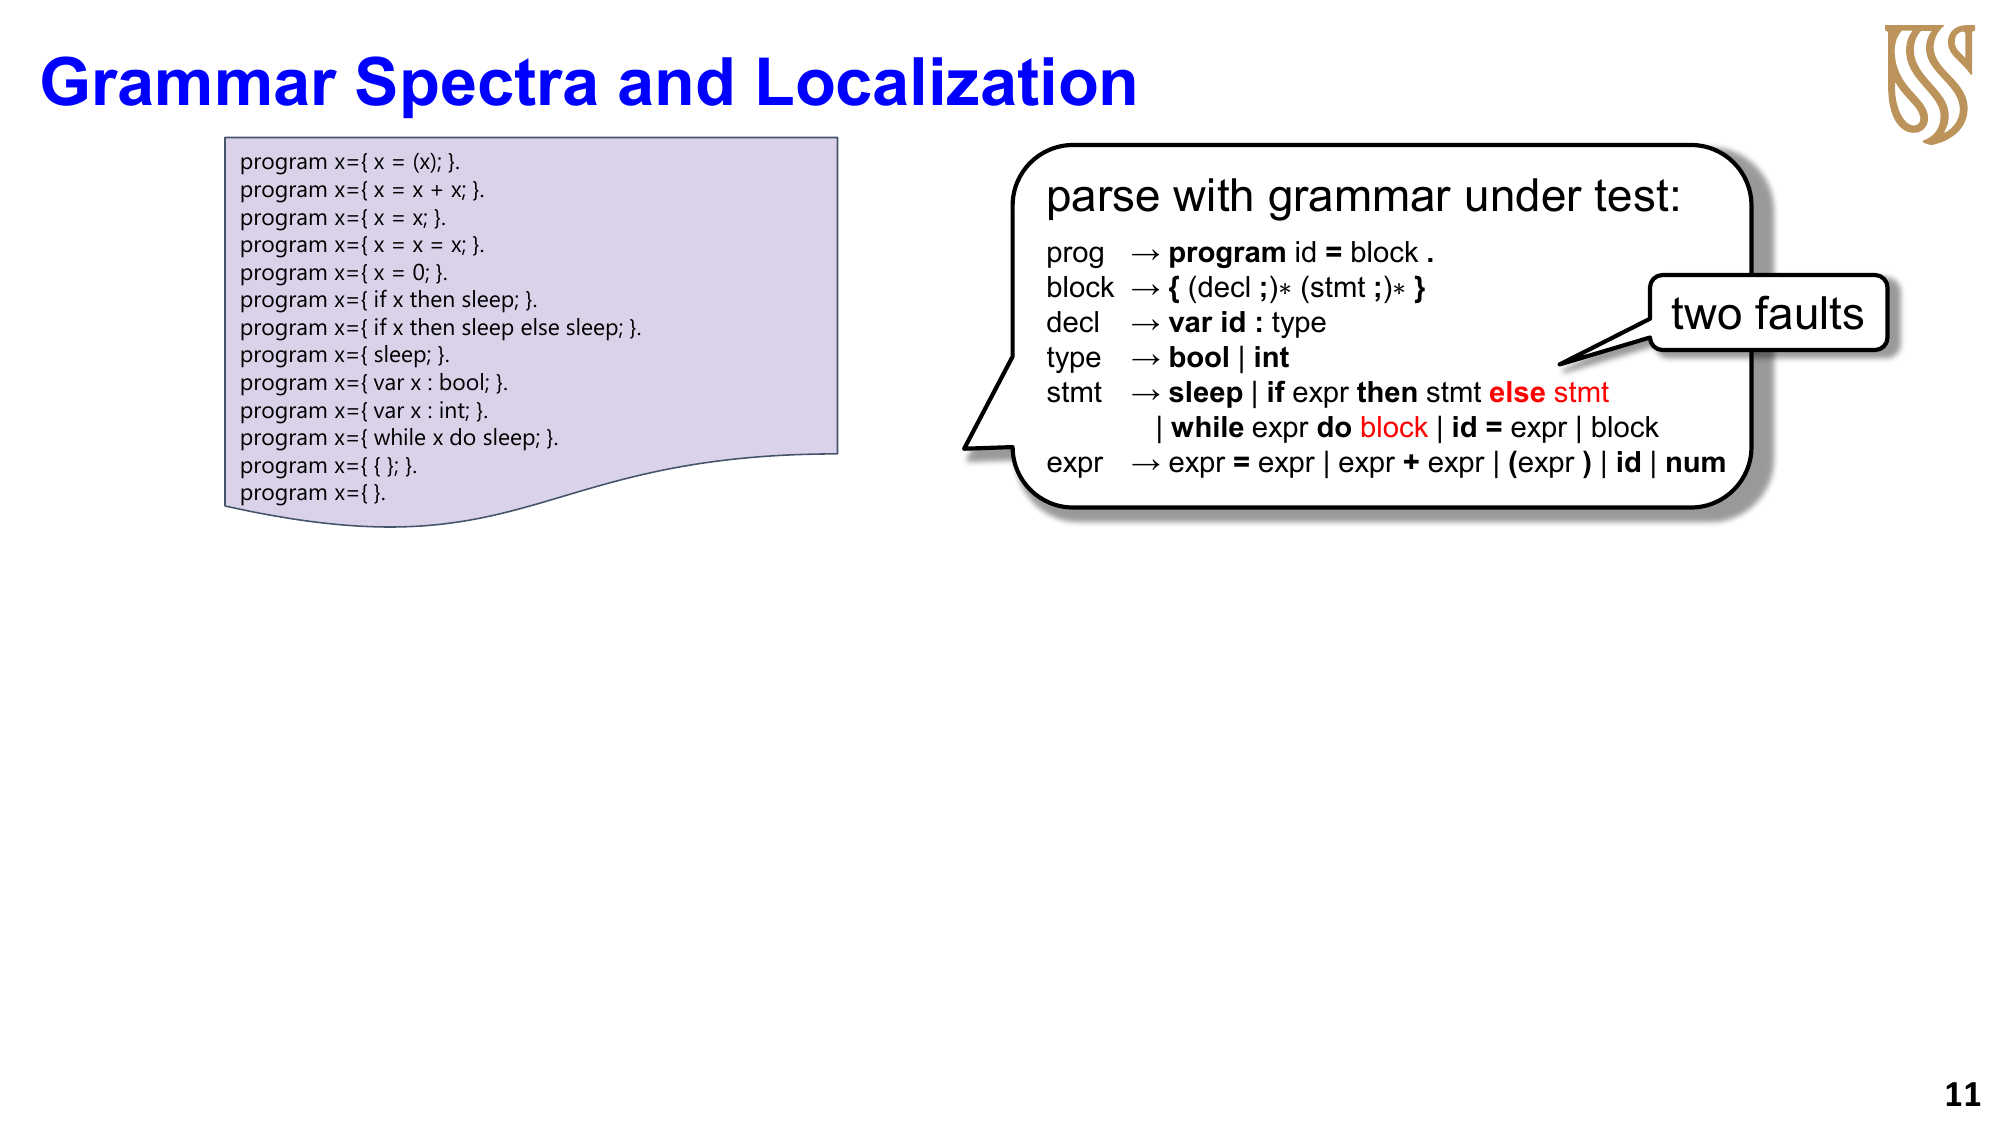 Grammar Spectra and Localization
program x={ x = (x); }.
program x={ x = x + x; }.
program x={ x = x; }.
program x={ x = x = x; }.
program x={ x = 0; }.
program x={ if x then sleep; }.
program x={ if x then sleep else sleep; }.
program x={ sleep; }.
program x={ var x : bool; }.
program x={ var x : int; }.
program x={ while x do sleep; }.
program x={ { }; }.
program x={ }.
parse with grammar under test:
prog → program id = block .
block → { (decl ;)* (stmt ;)* }
decl → var id : type
type → bool | int
stmt → sleep | if expr then stmt else stmt
| while expr do block | id = expr | block
expr → expr = expr | expr + expr | (expr ) | id | num
two faults
11